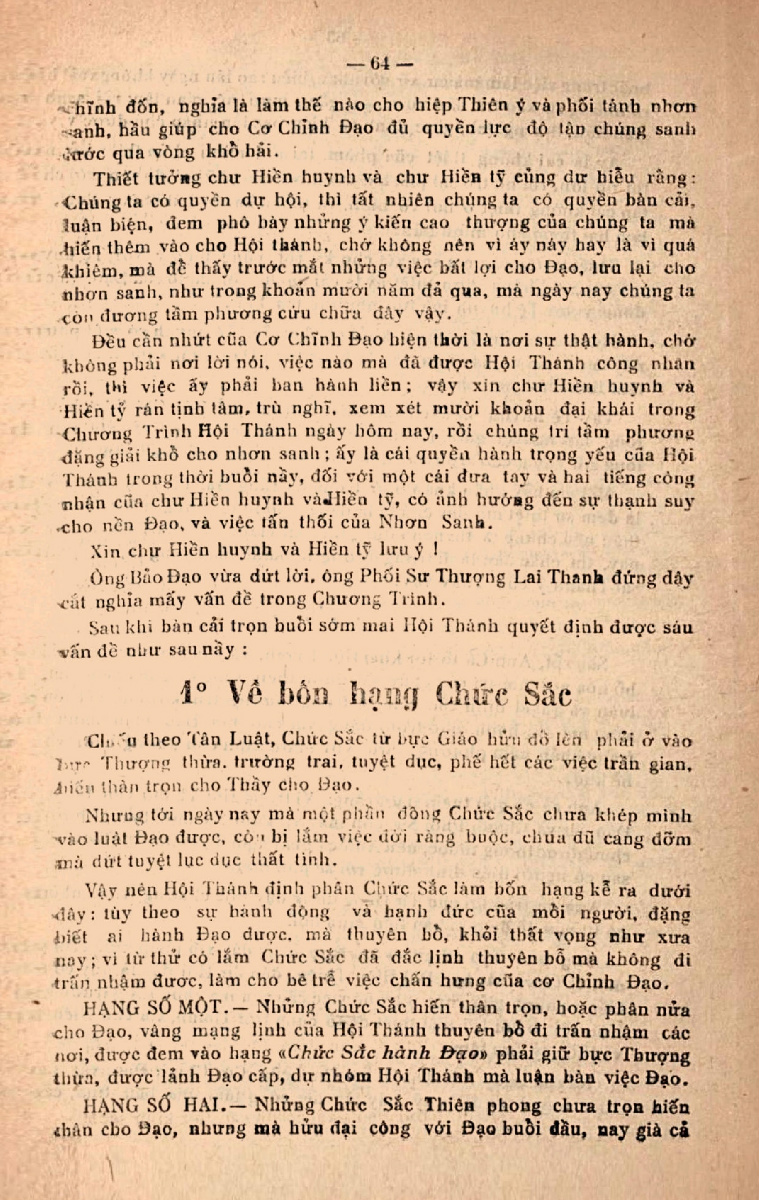 — 64 —
chĩnh đốn, nghĩa là làm thế nào cho hiệp Thiên ý và phối tánh nhơn
sanh, hầu giúp cho Cơ Chỉnh Đạo đủ quyền lực độ tận chúng sanh
được qua vòng khổ hải.
Thiết tưởng chư Hiền huynh và chư Hiền tỷ cũng dư hiễu rằng :
Chúng ta có quyền dự hội, thì tất nhiên chúng ta có quyền bàn cãi,
luận biện, đem phô bày những ý kiến cao thượng của chúng ta mà
hiến thêm vào cho Hội thánh, chớ không nên vì áy náy hay là vì quá
khiêm, mà để thấy trước mắt những việc bất lợi cho Đạo, lưu lại cho
nhơn sanh, như trong khoản mười năm đả qua, mà ngày nay chúng ta
còn đương tầm phương cứu chữa đây vậy.
Đều cần nhứt của Cơ Chĩnh Đạo hiện thời là nơi sự thật hành, chớ
không phải nơi lời nói, việc nào mà đã được Hội Thánh công nhân
rồi, thì việc ấy phải ban hành liền ; vậy xin chư Hiền huynh và
Hiền tỷ rán tịnh tâm, trù nghĩ, xem xét mười khoản đại khái trong
Chương Trình Hội Thánh ngày hôm nay, rồi chúng tri tầm phương
đặng giải khổ cho nhơn sanh ; ấy là cái quyền hành trọng yếu của Hội
Thánh trong thời buổi nầy, đối với một cái đưa tay và hai tiếng công
nhận của chư Hiền huynh và Hiền tỷ, có ảnh hưởng đến sự thạnh suy
cho nền Đạo, và việc tấn thối của Nhơn Sanh.
Xin chư Hiền huynh và Hiền tỷ lưu ý !
Ông Bảo Đạo vừa dứt lời, ông Phối Sư Thượng Lai Thanh đứng dậy
cắt nghĩa mấy vấn đề trong Chương Trình.
Sau khi bàn cãi trọn buổi sớm mai Hội Thánh quyết định được sáu
vấn đề như sau nầy :
1° Về bốn hạng Chức Sắc
Chiếu theo Tân Luật, Chức Sắc từ bực Giáo hửu đổ lên phải ở vào
bực Thượng thừa, trường trai, tuyệt dục, phế hết các việc trần gian,
hiến thân trọn cho Thầy cho Đạo.
Nhưng tới ngày nay mà một phần đông Chức Sắc chưa khép mình
vào luật Đạo được, còn bị lắm việc đời ràng buộc, chưa đũ cang đởm
mà dứt tuyệt lục dục thất tình.
Vậy nên Hội Thánh định phân Chức Sắc làm bốn hạng kễ ra dưới
đây : tùy theo sự hành động và hạnh đức của mỗi người, đặng
biết ai hành Đạo được, mà thuyên bổ, khỏi thất vọng như xưa
nay ; vì từ thử có lắm Chức Sắc đã đắc lịnh thuyên bổ mà không đi
trấn nhậm được, làm cho bê trễ việc chấn hưng của cơ Chỉnh Đạo.
HẠNG SỐ MỘT. — Những Chức Sắc hiến thân trọn, hoặc phân nửa
cho Đạo, vâng mạng lịnh của Hội Thánh thuyên bổ đi trấn nhậm các
nơi, được đem vào hạng «Chức Sắc hành Đạo» phải giữ bực Thượng
thừa, được lảnh Đạo cấp, dự nhóm Hội Thánh mà luận bàn việc Đạo.
HẠNG SỐ HAI. — Những Chức Sắc Thiên phong chưa trọn hiến
thân cho Đạo, nhưng mà hửu đại công với Đạo buổi đầu, nay già cả